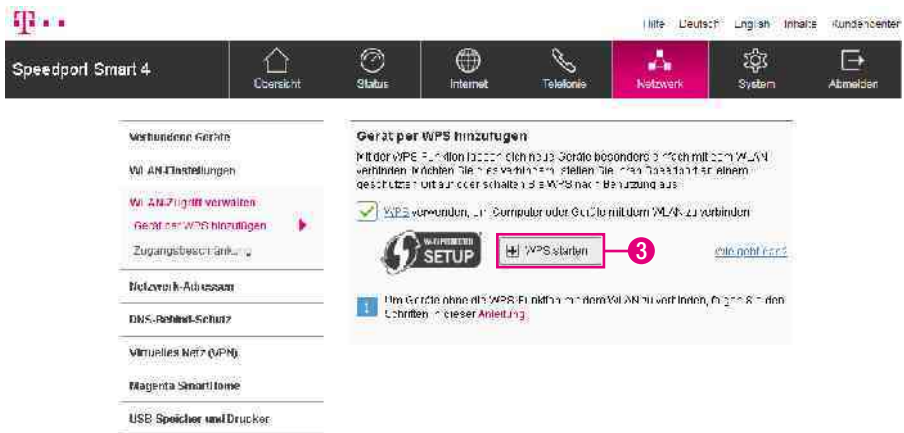 T
Hilfe Deutsch English Inhalte Kundencenter
Speedport Smart 4
Übersicht Status Internet Telefonie Netzwerk System Abmelden
Verbundene Geräte
WLAN-Einstellungen
WLAN-Zugriff verwalten
Gerät per WPS hinzufügen
Zugangsbeschränkung
Netzwerk-Adressen
DNS-Rebind-Schutz
Virtuelles Netz (VPN)
Magenta SmartHome
USB Speicher und Drucker
Gerät per WPS hinzufügen
Mit der WPS-Funktion lassen sich neue Geräte besonders einfach mit dem WLAN
verbinden. Möchten Sie dies verhindern, stellen Sie Ihren Speedport an einem
geschützten Ort auf oder schalten Sie WPS nach Benutzung aus.
WPS verwenden, um Computer oder Geräte mit dem WLAN zu verbinden
WI-FI PROTECTED
SETUP
WPS starten
3
Wie geht das?
Um Geräte ohne die WPS-Funktion mit dem WLAN zu verbinden, folgen Sie den
Schritten in dieser Anleitung.